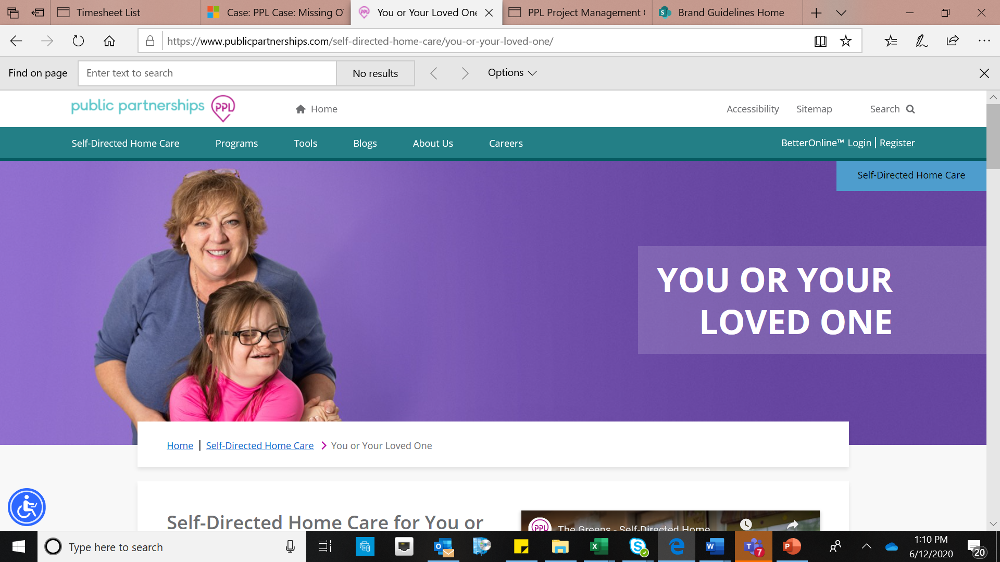 Timesheet List
Case: PPL Case: Missing O
You or Your Loved One
PPL Project Management
Brand Guidelines Home
https://www.publicpartnerships.com/self-directed-home-care/you-or-your-loved-one/
Find on page
Enter text to search
No results
Options
public partnerships PPL
Home
Accessibility
Sitemap
Search
Self-Directed Home Care
Programs
Tools
Blogs
About Us
Careers
BetterOnline™ Login | Register
Self-Directed Home Care
YOU OR YOUR
LOVED ONE
Home | Self-Directed Home Care > You or Your Loved One
Self-Directed Home Care for You or
PPL
The Greens - Self-Directed Home
Type here to search
7
1:10 PM
6/12/2020
20